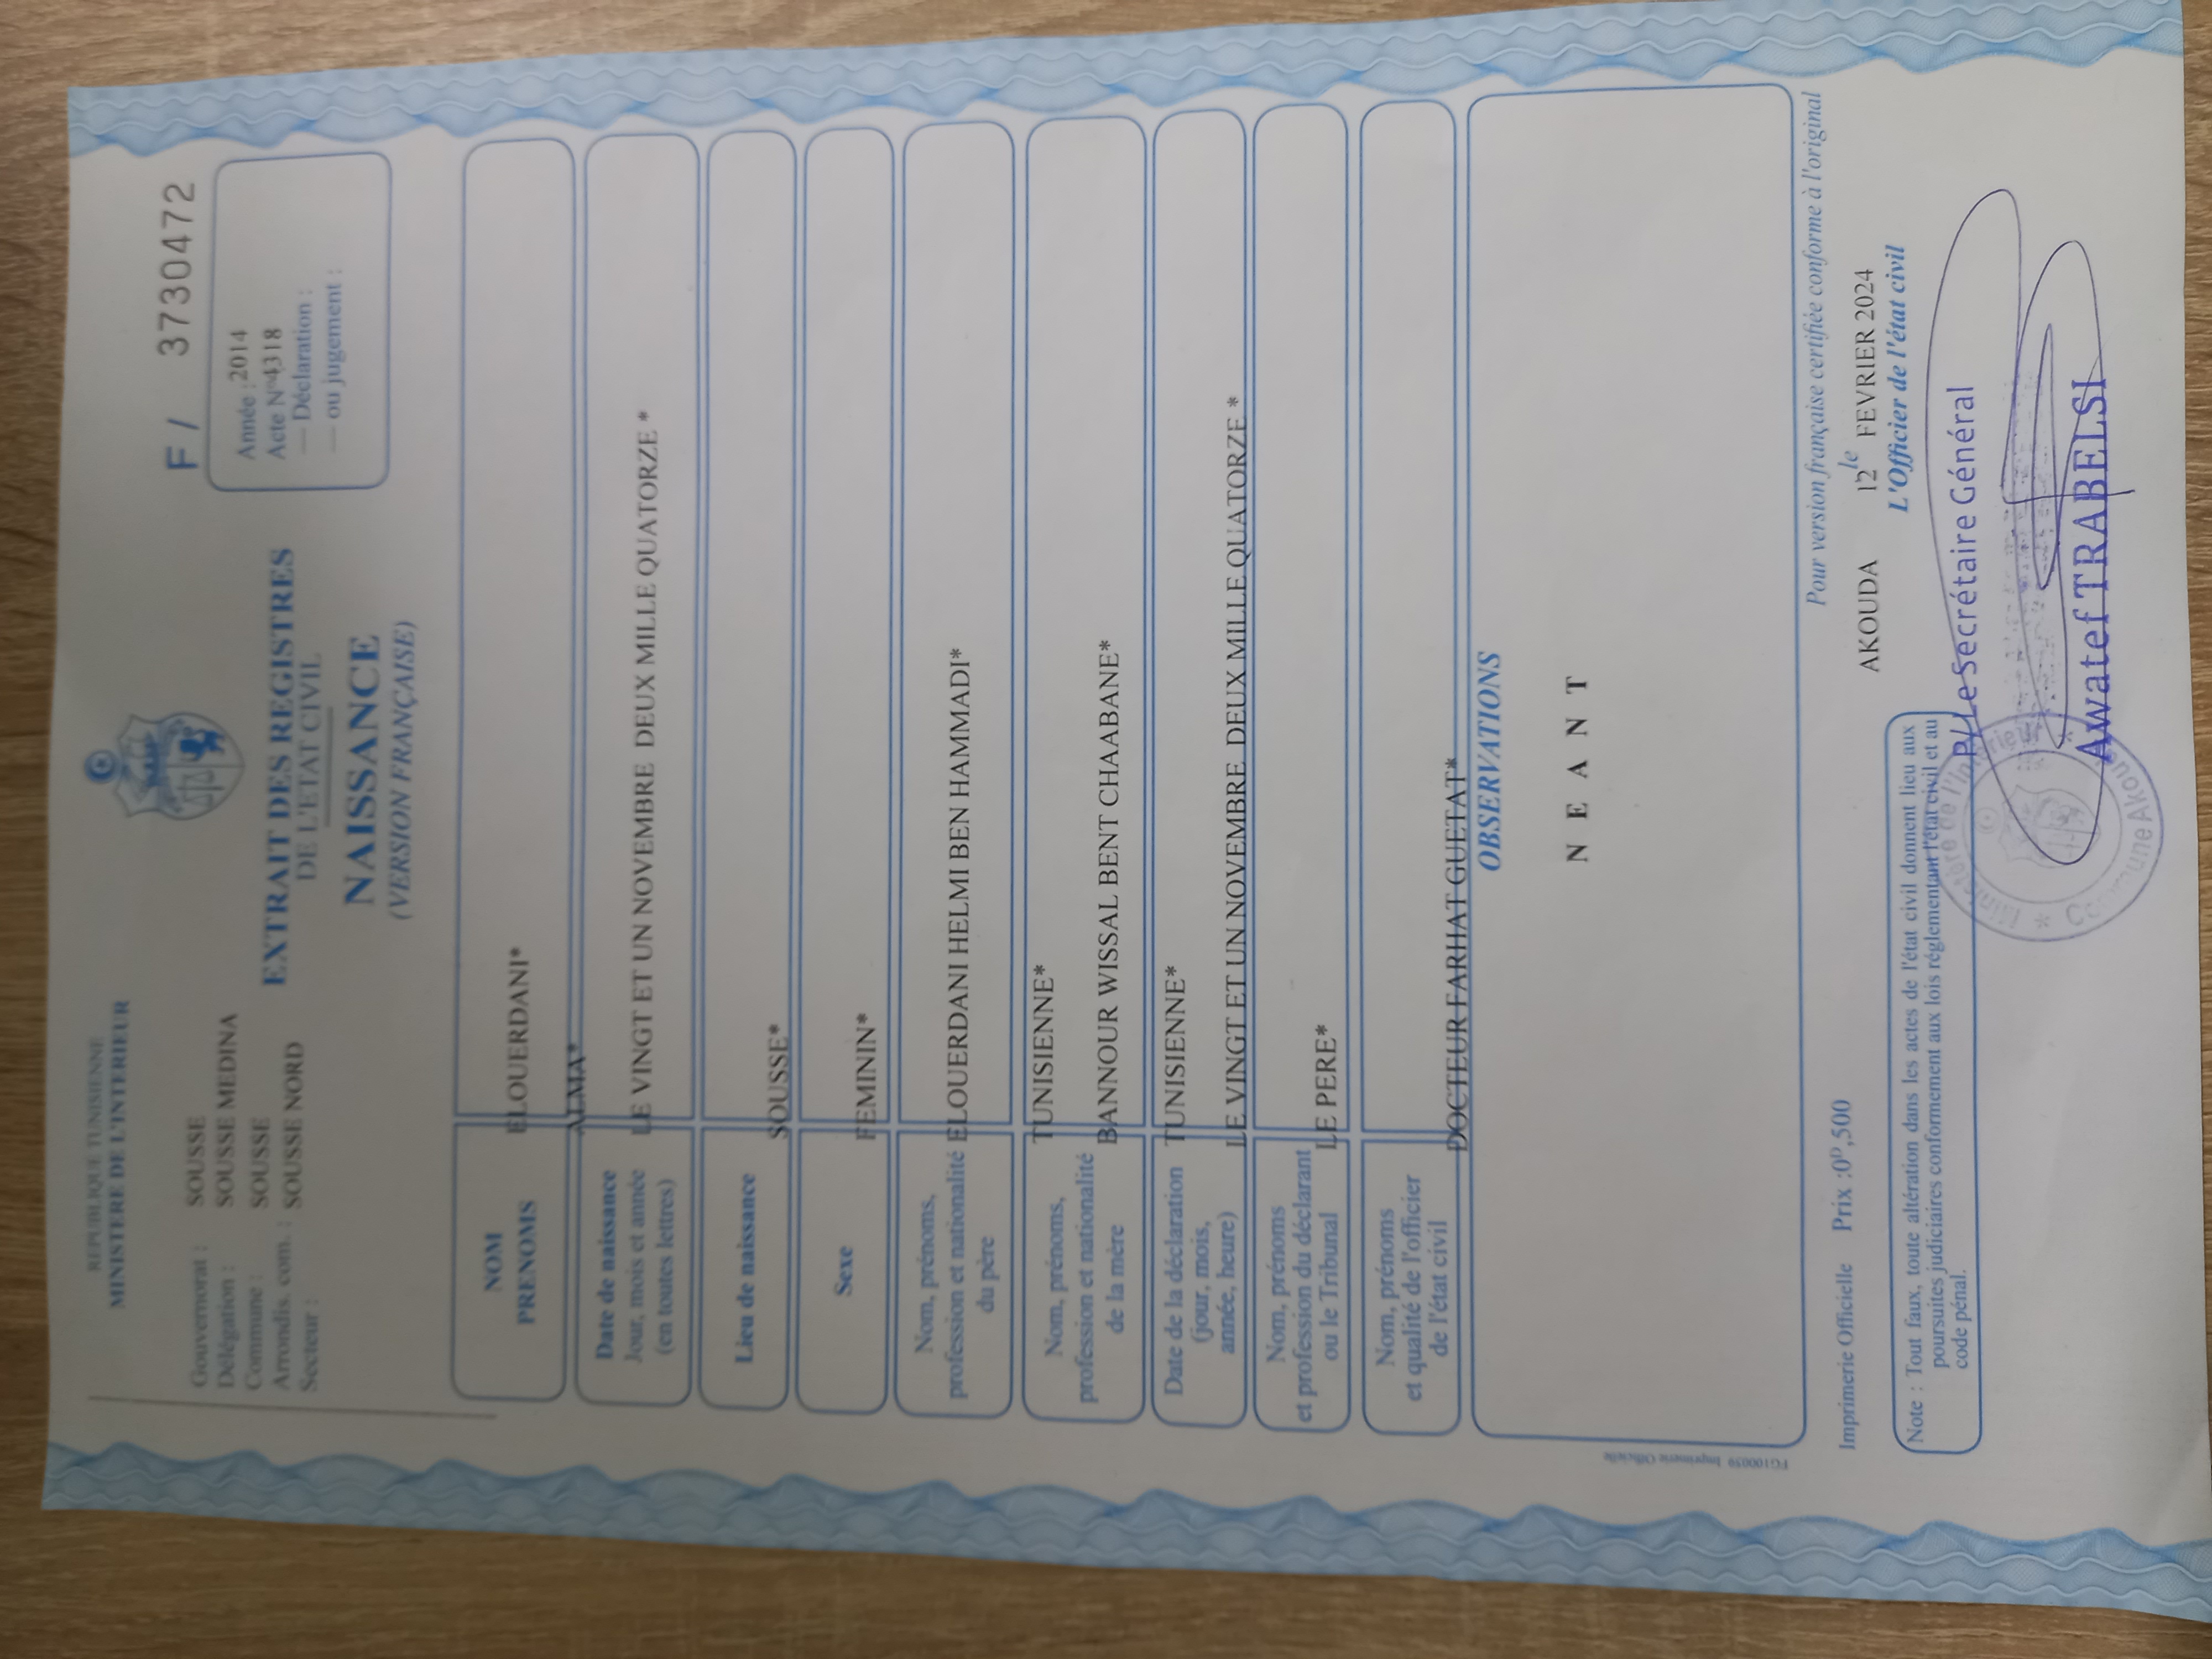 REPUBLIQUE TUNISIENNE
MINISTERE DE L'INTERIEUR
F / 3730472
Gouvernorat : SOUSSE
Délégation : SOUSSE MEDINA
Commune : SOUSSE
Arrondis. com. : SOUSSE NORD
Secteur :
Année : 2014
Acte N° 4318
— Déclaration :
— ou jugement :
EXTRAIT DES REGISTRES
DE L'ETAT CIVIL
NAISSANCE
(VERSION FRANÇAISE)
NOM
PRENOMS
ELOUERDANI*
ALMA*
Date de naissance
Jour, mois et année
(en toutes lettres)
LE VINGT ET UN NOVEMBRE DEUX MILLE QUATORZE *
Lieu de naissance
SOUSSE*
Sexe
FEMININ*
Nom, prénoms,
profession et nationalité
du père
ELOUERDANI HELMI BEN HAMMADI*
TUNISIENNE*
Nom, prénoms,
profession et nationalité
de la mère
BANNOUR WISSAL BENT CHAABANE*
TUNISIENNE*
Date de la déclaration
(jour, mois,
année, heure)
LE VINGT ET UN NOVEMBRE DEUX MILLE QUATORZE *
Nom, prénoms
et profession du déclarant
ou le Tribunal
LE PERE*
Nom, prénoms
et qualité de l'officier
de l'état civil
DOCTEUR FARHAT GUETAT*
OBSERVATIONS
N E A N T
FG100039 Imprimerie Officielle
Pour version française certifiée conforme à l'original
Imprimerie Officielle Prix :0ᴰ,500
AKOUDA le 12 FEVRIER 2024
L'Officier de l'état civil
Note : Tout faux, toute altération dans les actes de l'état civil donnent lieu aux
poursuites judiciaires conformement aux lois réglementant l'état civil et au
code pénal.
P/ Le Secrétaire Général
Awatef TRABELSI
Ministère de l'Intérieur
* Commune Akouda